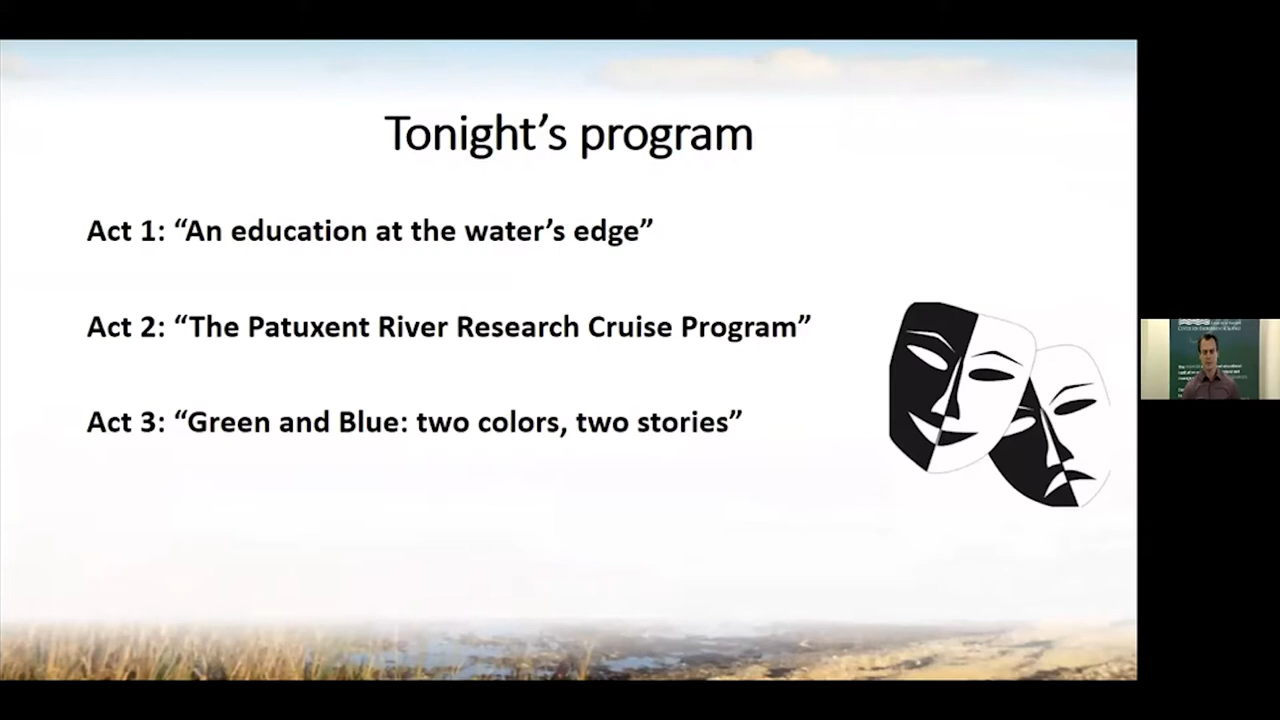 Tonight’s program
Act 1: “An education at the water’s edge”
Act 2: “The Patuxent River Research Cruise Program”
Act 3: “Green and Blue: two colors, two stories”